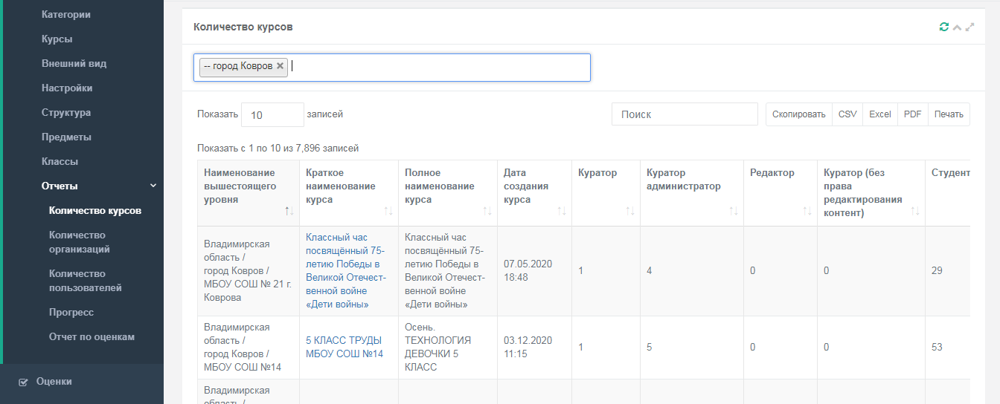 Категории
Курсы
Внешний вид
Настройки
Структура
Предметы
Классы
Отчеты
Количество курсов
Количество
организаций
Количество
пользователей
Прогресс
Отчет по оценкам
Оценки
Количество курсов
-- город Ковров ×
Показать 10 записей
Поиск
Скопировать CSV Excel PDF Печать
Показать с 1 по 10 из 7,896 записей
Наименование
вышестоящего
уровня
Краткое
наименование
курса
Полное
наименование
курса
Дата
создания
курса
Куратор
Куратор
администратор
Редактор
Куратор (без
права
редактирования
контент)
Студент
Владимирская
область /
город Ковров /
МБОУ СОШ № 21 г.
Коврова
Классный час
посвящённый 75-
летию Победы в
Великой Отечест-
венной войне
«Дети войны»
Классный час
посвящённый 75-
летию Победы в
Великой Отечест-
венной войне
«Дети войны»
07.05.2020
18:48
1
4
0
0
29
Владимирская
область /
город Ковров /
МБОУ СОШ №14
5 КЛАСС ТРУДЫ
МБОУ СОШ №14
Осень.
ТЕХНОЛОГИЯ
ДЕВОЧКИ 5
КЛАСС
03.12.2020
11:15
1
5
0
0
53
Владимирская
область /